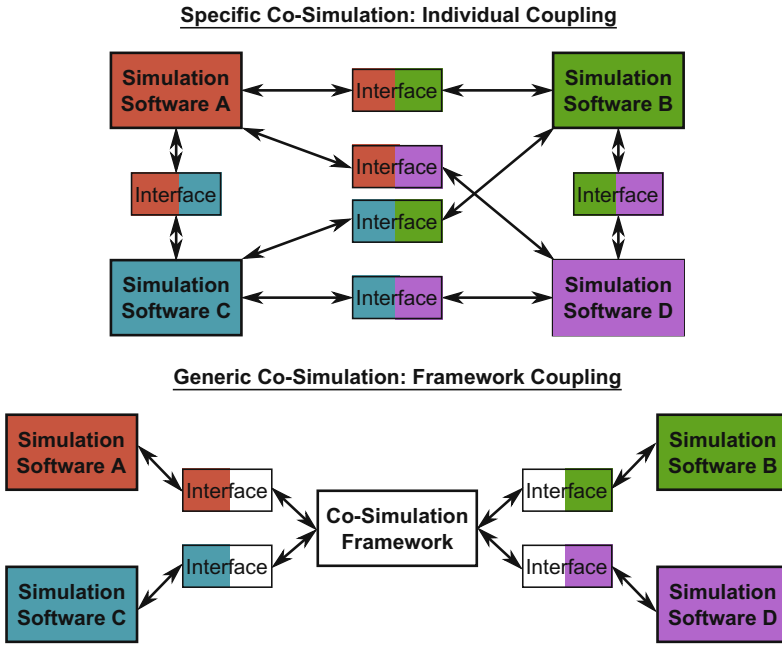 Specific Co-Simulation: Individual Coupling
Simulation
Software A
Interface
Simulation
Software B
Interface
Interface
Interface
Interface
Simulation
Software C
Interface
Simulation
Software D
Generic Co-Simulation: Framework Coupling
Simulation
Software A
Simulation
Software B
Interface
Interface
Co-Simulation
Framework
Interface
Interface
Simulation
Software C
Simulation
Software D